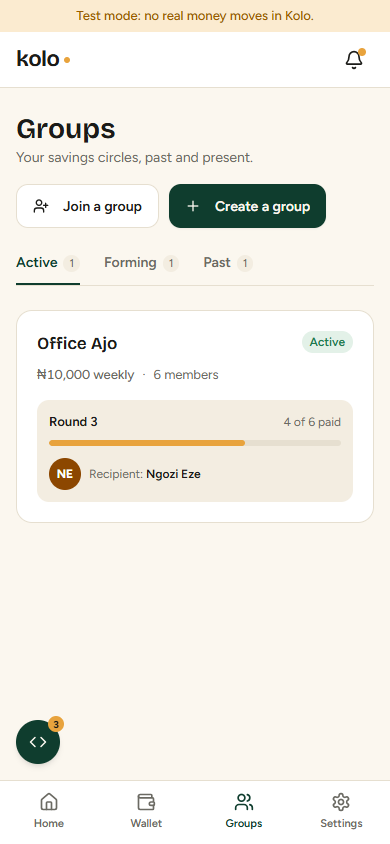 Test mode: no real money moves in Kolo.
kolo
Groups
Your savings circles, past and present.
Join a group
Create a group
Active 1 Forming 1 Past 1
Office Ajo Active
₦10,000 weekly · 6 members
Round 3 4 of 6 paid
NE Recipient: Ngozi Eze
3
Home Wallet Groups Settings